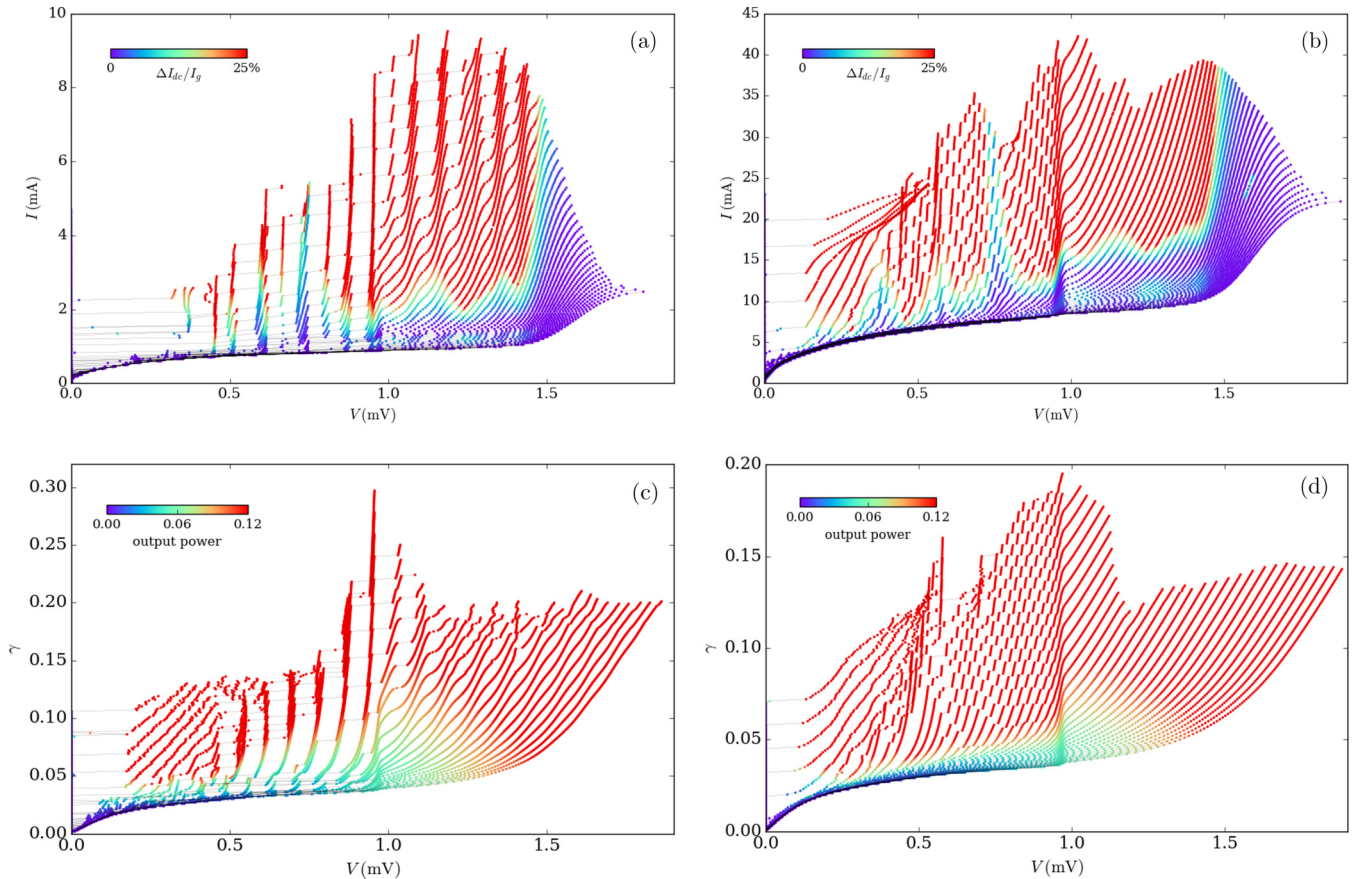 (a)
0 25%
ΔI_dc/I_g
10
8
6
4
2
0
I (mA)
0.0 0.5 1.0 1.5
V (mV)
(b)
0 25%
ΔI_dc/I_g
45
40
35
30
25
20
15
10
5
0
I (mA)
0.0 0.5 1.0 1.5
V (mV)
(c)
0.00 0.06 0.12
output power
0.30
0.25
0.20
0.15
0.10
0.05
0.00
γ
0.0 0.5 1.0 1.5
V (mV)
(d)
0.00 0.06 0.12
output power
0.20
0.15
0.10
0.05
0.00
γ
0.0 0.5 1.0 1.5
V (mV)